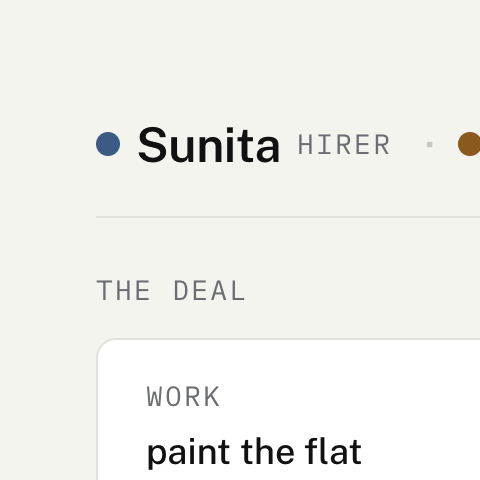 Sunita HIRER ·
THE DEAL
WORK
paint the flat